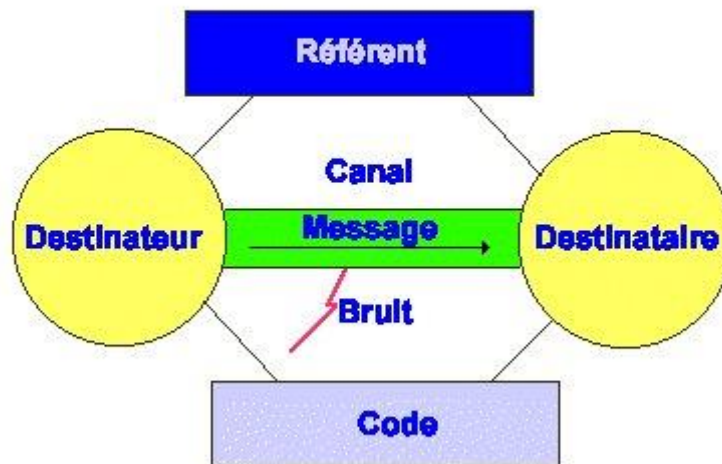 Référent
Canal
Message
Destinateur
Destinataire
Bruit
Code